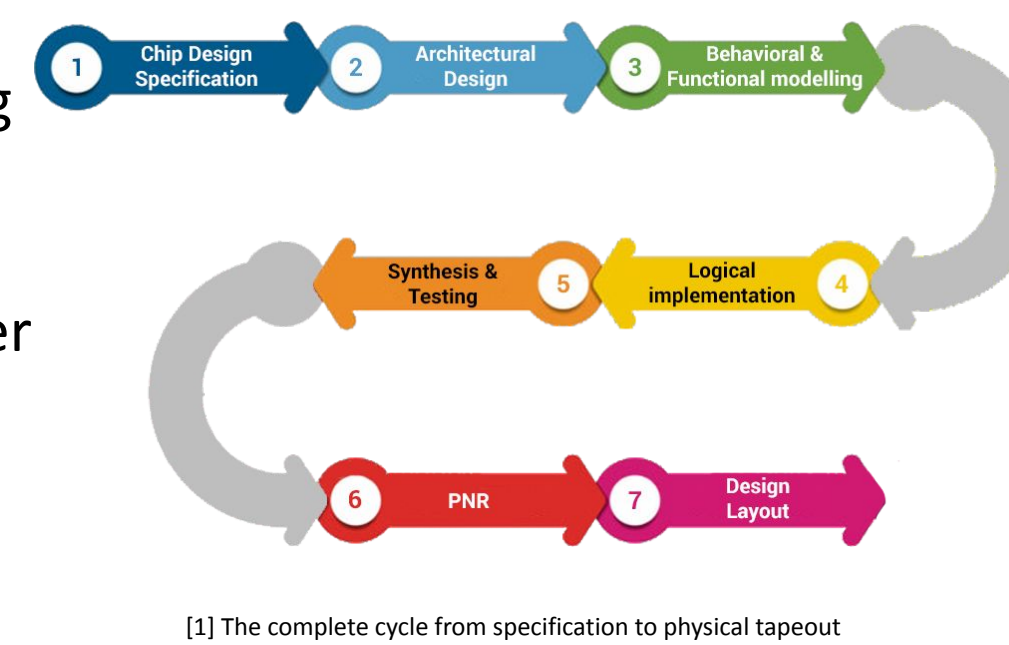 1
Chip Design
Specification
2
Architectural
Design
3
Behavioral &
Functional modelling
g
4
Logical
implementation
5
Synthesis &
Testing
er
6
PNR
7
Design
Layout
[1] The complete cycle from specification to physical tapeout